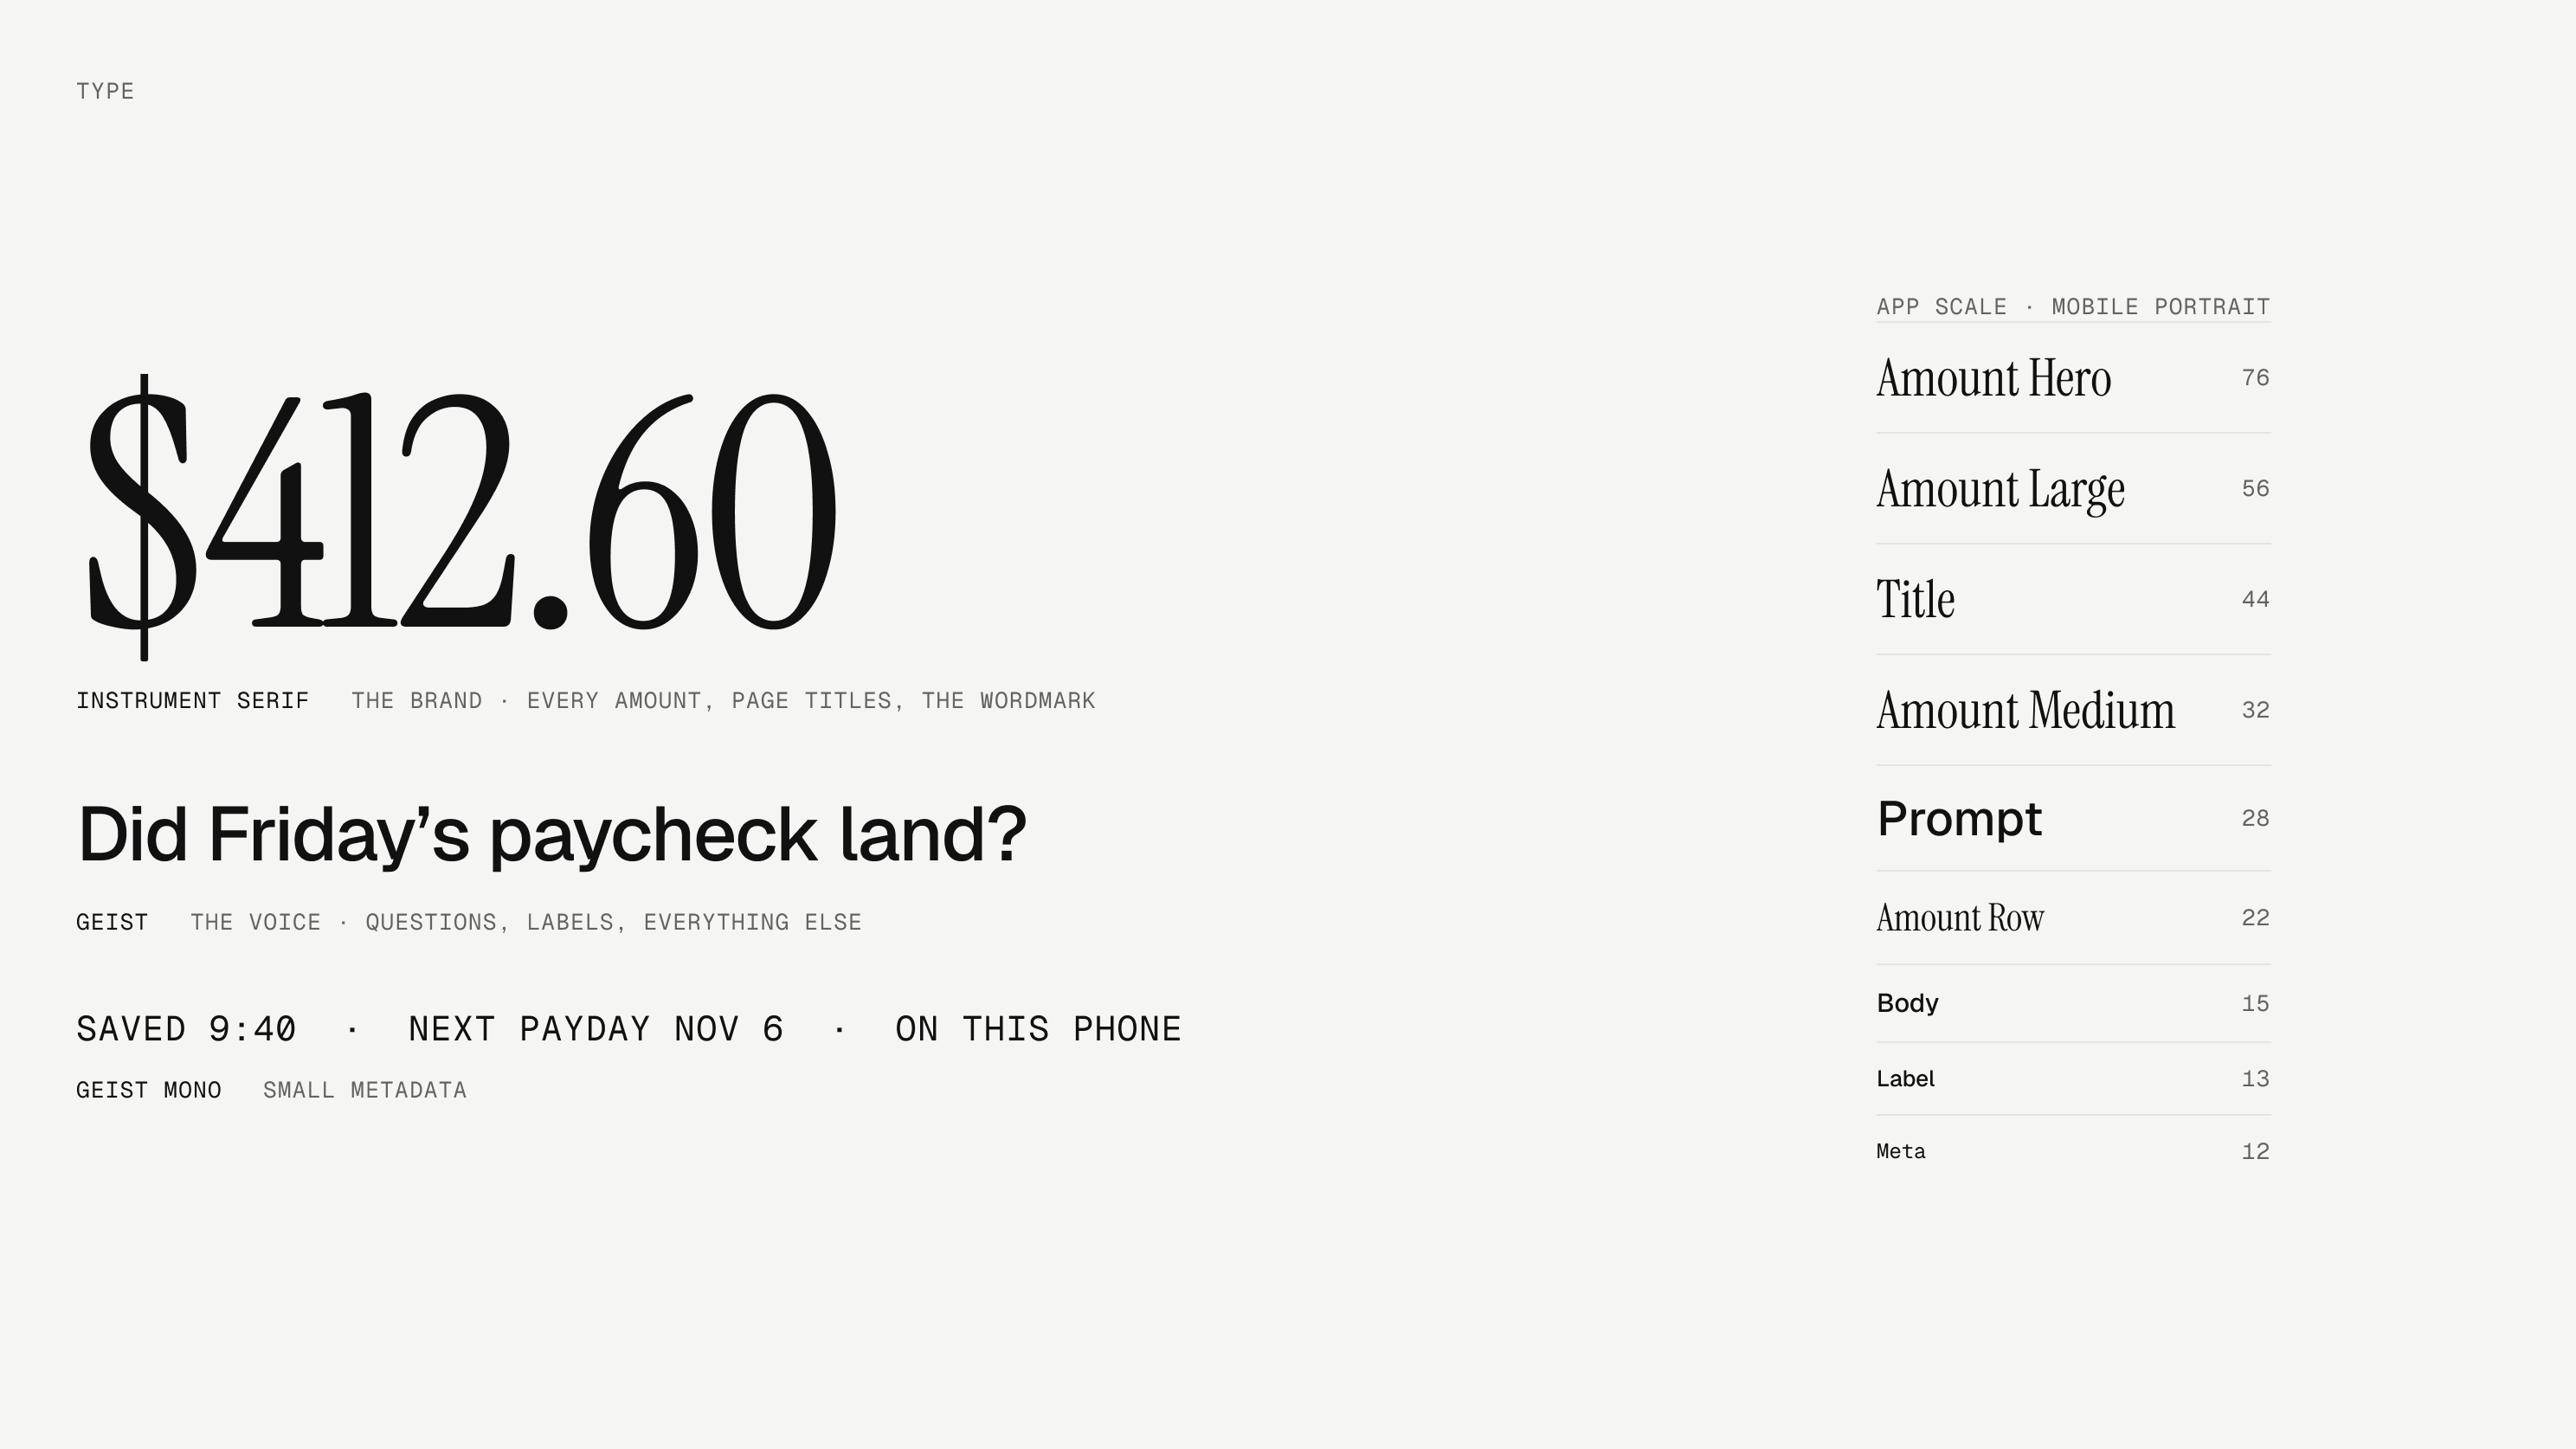 TYPE
$412.60
INSTRUMENT SERIF THE BRAND · EVERY AMOUNT, PAGE TITLES, THE WORDMARK
Did Friday’s paycheck land?
GEIST THE VOICE · QUESTIONS, LABELS, EVERYTHING ELSE
SAVED 9:40 · NEXT PAYDAY NOV 6 · ON THIS PHONE
GEIST MONO SMALL METADATA
APP SCALE · MOBILE PORTRAIT
Amount Hero 76
Amount Large 56
Title 44
Amount Medium 32
Prompt 28
Amount Row 22
Body 15
Label 13
Meta 12